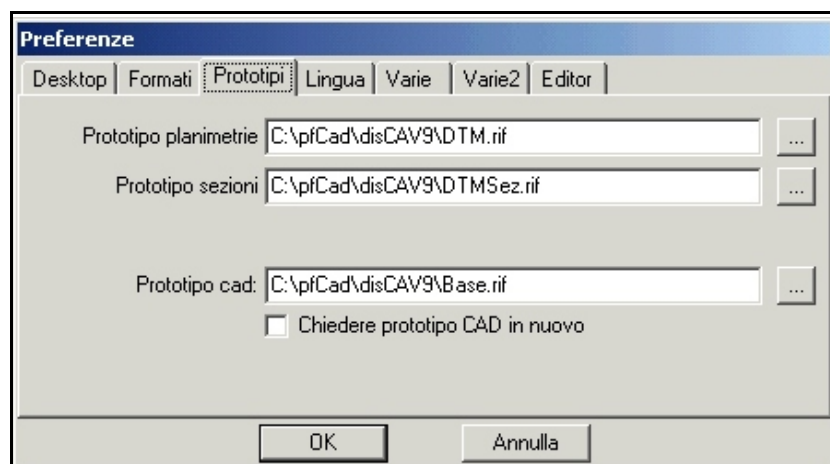 Preferenze
Desktop Formati Prototipi Lingua Varie Varie2 Editor
Prototipo planimetrie C:\pfCad\disCAV9\DTM.rif ...
Prototipo sezioni C:\pfCad\disCAV9\DTMSez.rif ...
Prototipo cad: C:\pfCad\disCAV9\Base.rif ...
Chiedere prototipo CAD in nuovo
OK Annulla